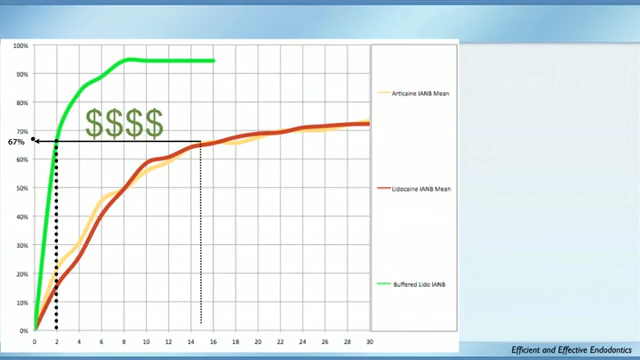 100%
90%
80%
$$$$
70%
67%
60%
50%
40%
30%
20%
10%
0%
0 2 4 6 8 10 12 14 16 18 20 22 24 26 28 30
Articaine IANB Mean
Lidocaine IANB Mean
Buffered Lido IANB
Efficient and Effective Endodontics